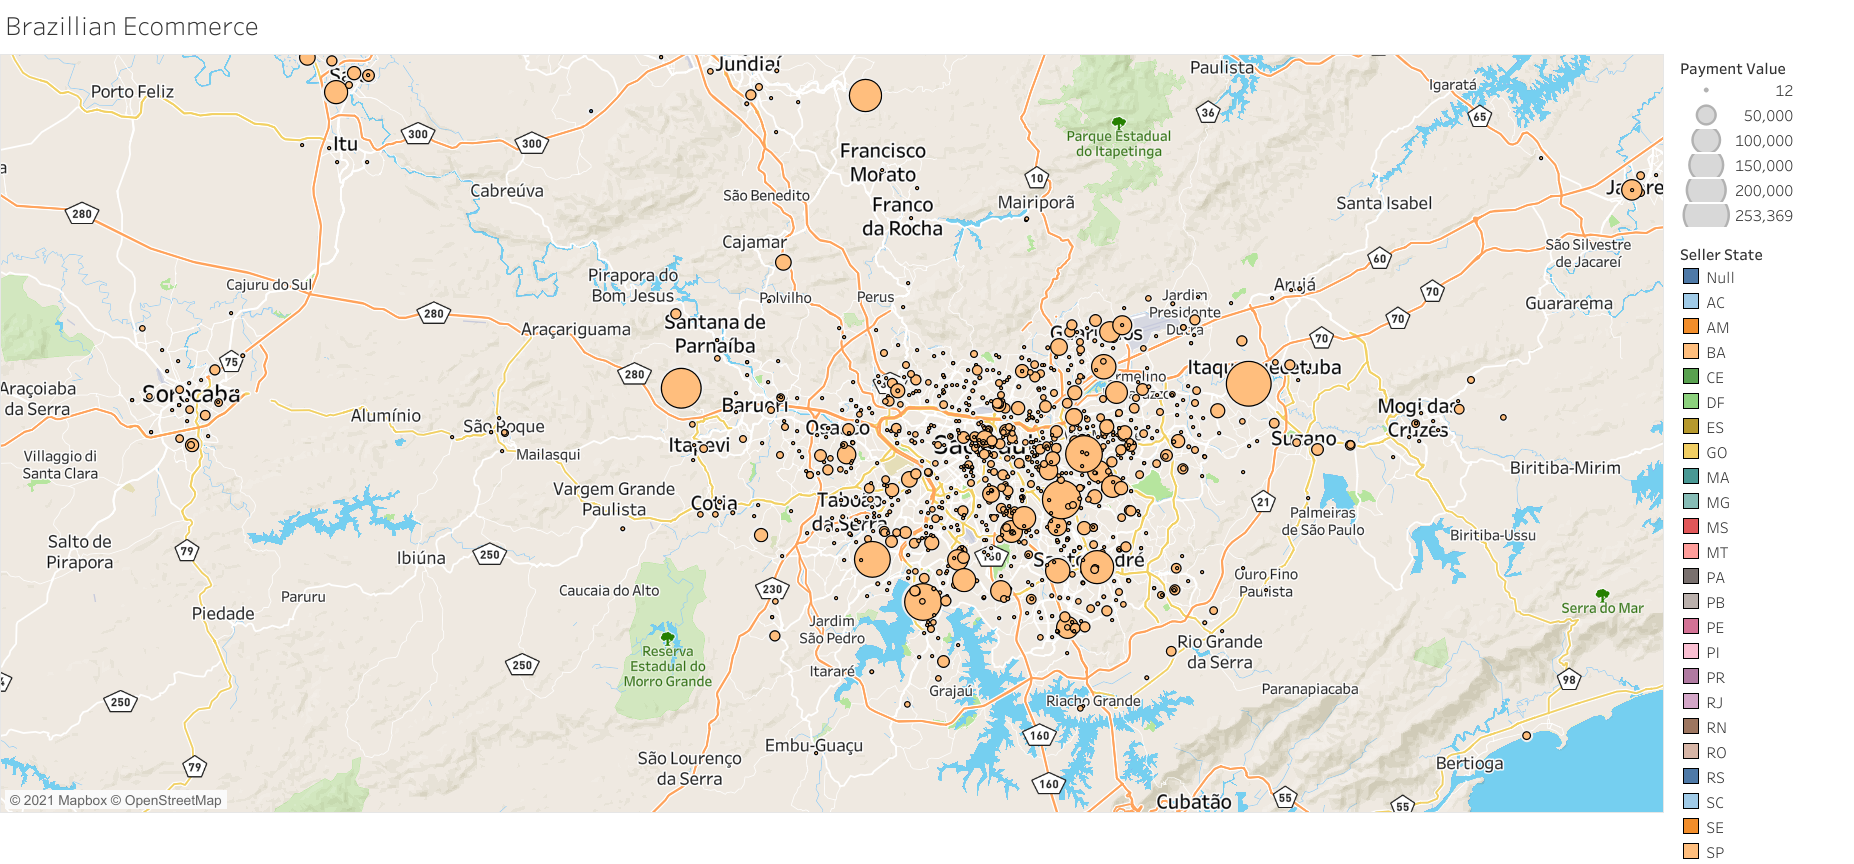 Brazillian Ecommerce
Jundiaí
Paulista
Igaratá
Porto Feliz
65
36
300
300
Itu
Parque Estadual
do Itapetinga
Francisco
Morato
10
Cabreúva
São Benedito
Mairiporã
Santa Isabel
280
Franco
da Rocha
Cajamar
São Silvestre
de Jacareí
60
Pirapora do
Bom Jesus
Cajuru do Sul
Polvilho
Perus
Arujá
70
Jardim
Presidente
Dutra
Guararema
280
Araçariguama
Santana de
Parnaíba
70
70
75
280
Araçoiaba
da Serra
Sorocaba
Barueri
Mogi das
Cruzes
Alumínio
São Roque
Osasco
Itapevi
Suzano
Mailasqui
Villaggio di
Santa Clara
Biritiba-Mirim
Vargem Grande
Paulista
Cotia
Taboão
da Serra
21
Palmeiras
de São Paulo
Salto de
Pirapora
79
Ibiúna
250
Biritiba-Ussu
Santo André
Ouro Fino
Paulista
Caucaia do Alto
230
Paruru
Piedade
Serra do Mar
Jardim
São Pedro
Reserva
Estadual do
Morro Grande
250
Rio Grande
da Serra
Itararé
98
Grajaú
Paranapiacaba
250
Riacho Grande
160
Embu-Guaçu
São Lourenço
da Serra
79
Bertioga
160
Cubatão
55
55
© 2021 Mapbox © OpenStreetMap
Payment Value
12
50,000
100,000
150,000
200,000
253,369
Seller State
Null
AC
AM
BA
CE
DF
ES
GO
MA
MG
MS
MT
PA
PB
PE
PI
PR
RJ
RN
RO
RS
SC
SE
SP